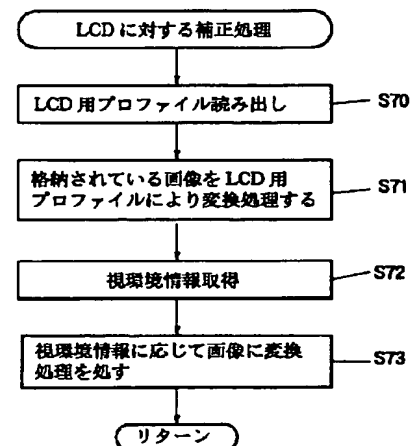 LCDに対する補正処理
LCD用プロファイル読み出し
S70
格納されている画像をLCD用
プロファイルにより変換処理する
S71
視環境情報取得
S72
視環境情報に応じて画像に変換
処理を処す
S73
リターン